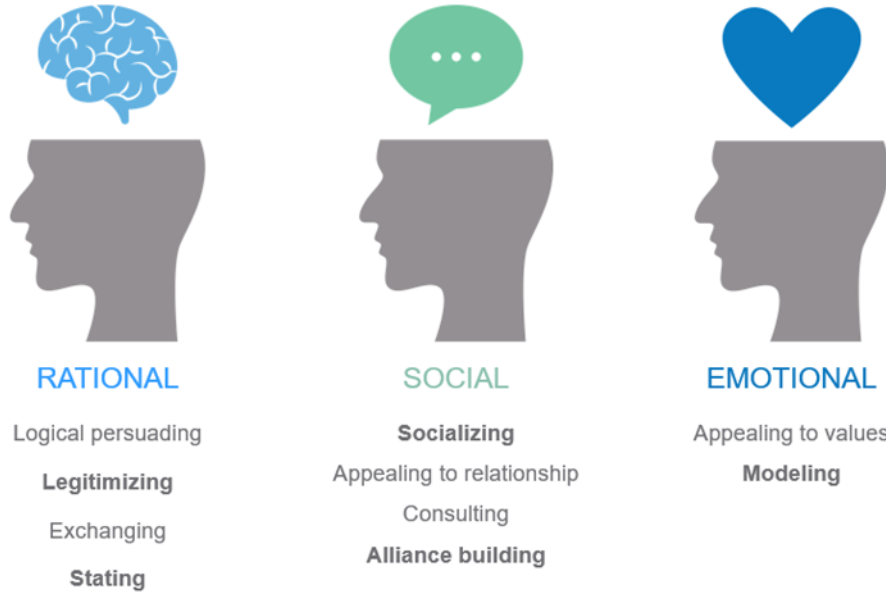 RATIONAL
Logical persuading
Legitimizing
Exchanging
Stating
SOCIAL
Socializing
Appealing to relationship
Consulting
Alliance building
EMOTIONAL
Appealing to values
Modeling